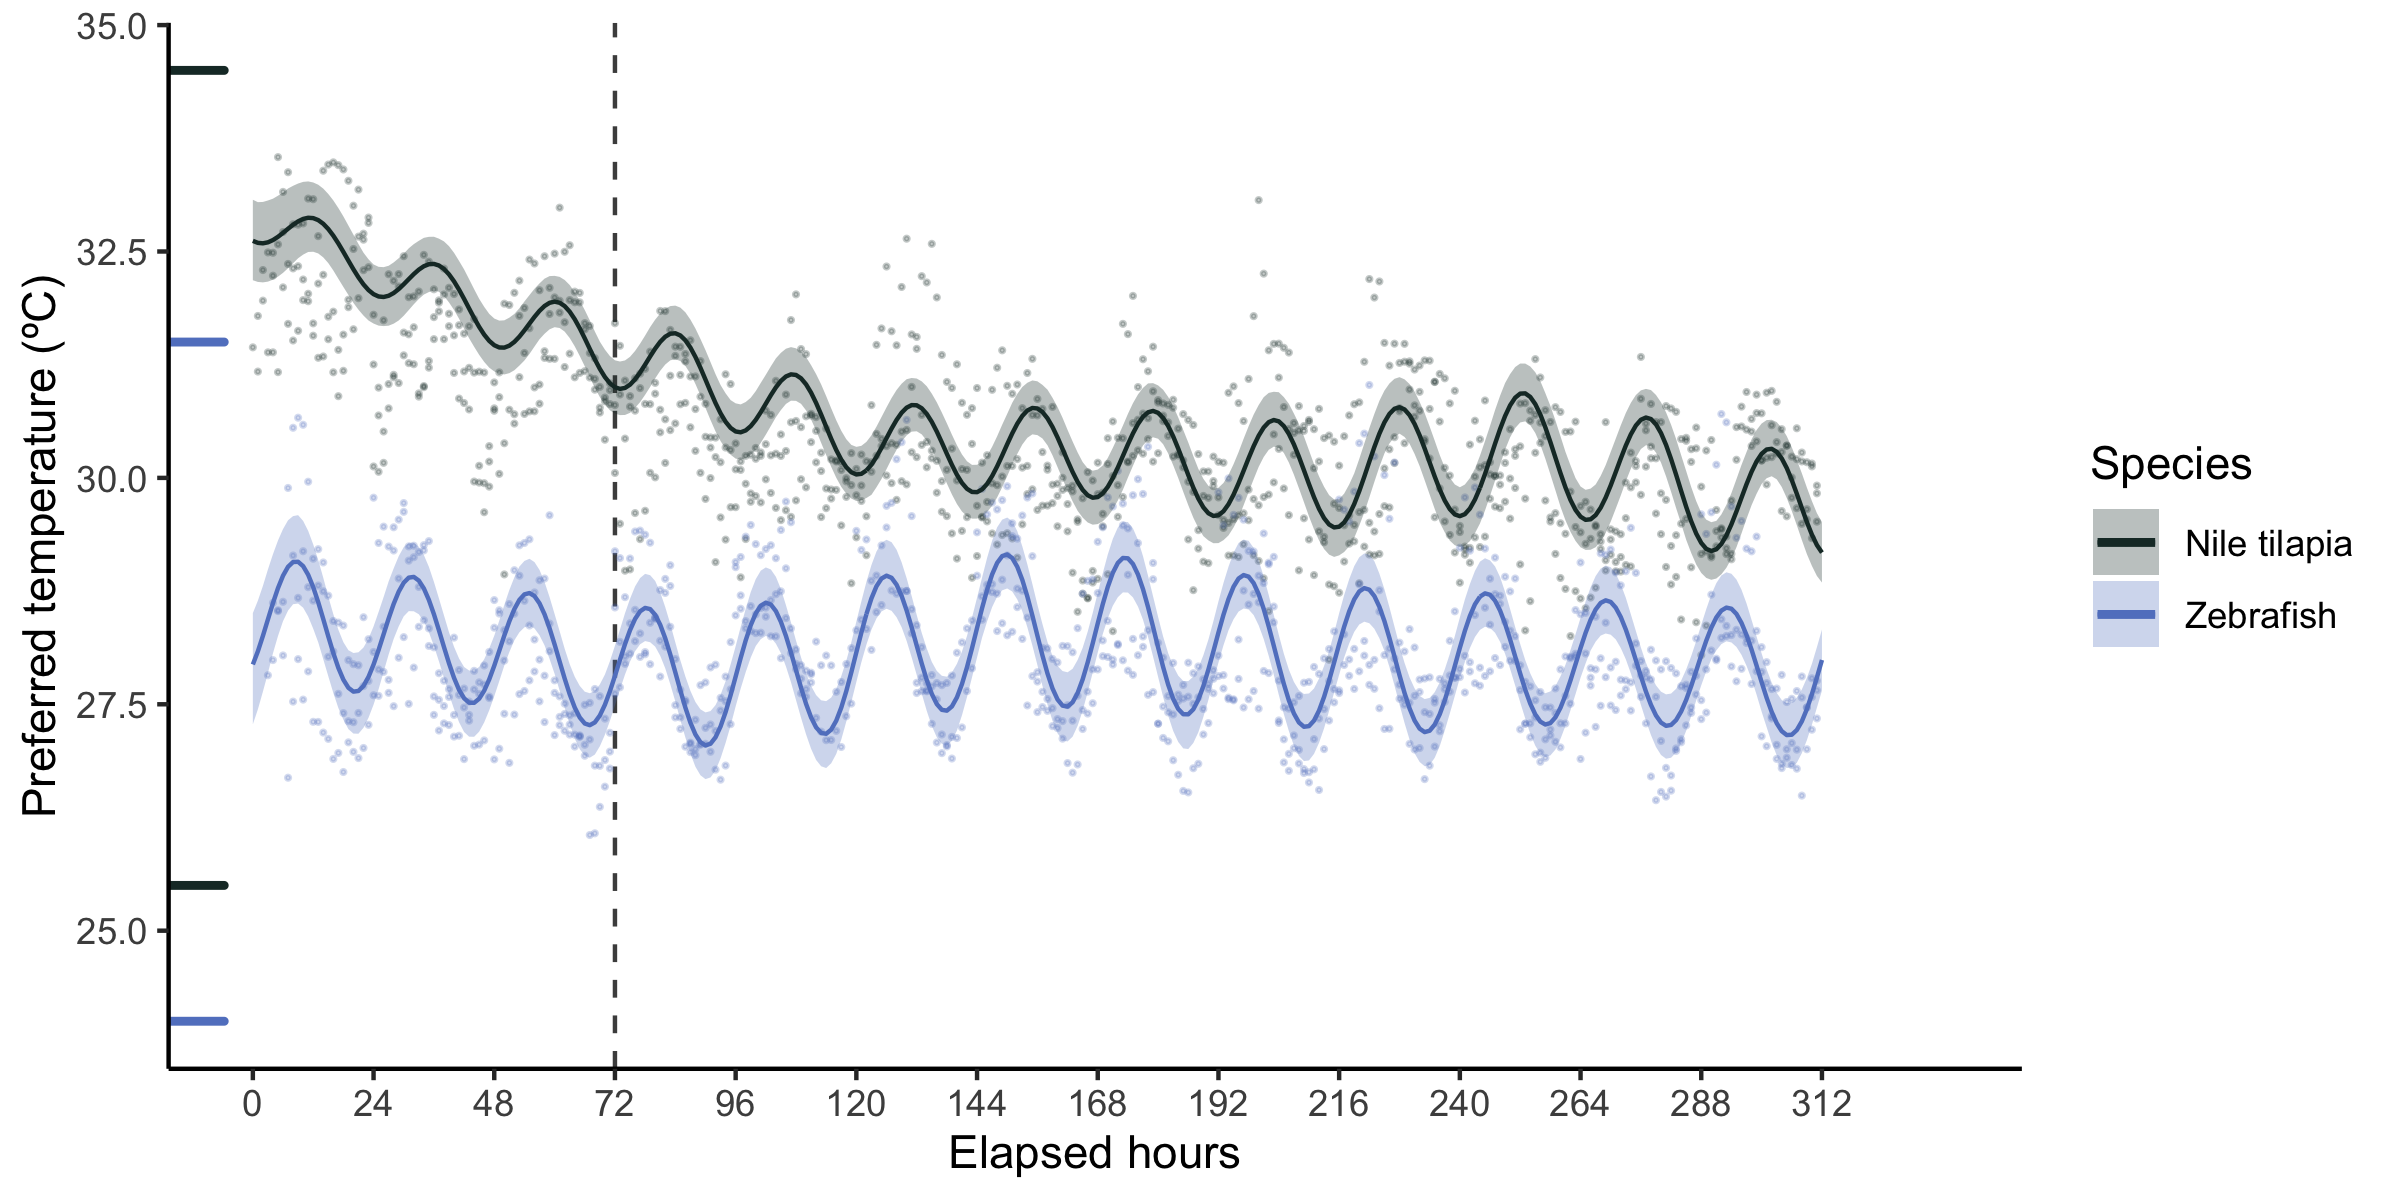 35.0
32.5
30.0
27.5
25.0
Preferred temperature (ºC)
0 24 48 72 96 120 144 168 192 216 240 264 288 312
Elapsed hours
Species
Nile tilapia
Zebrafish